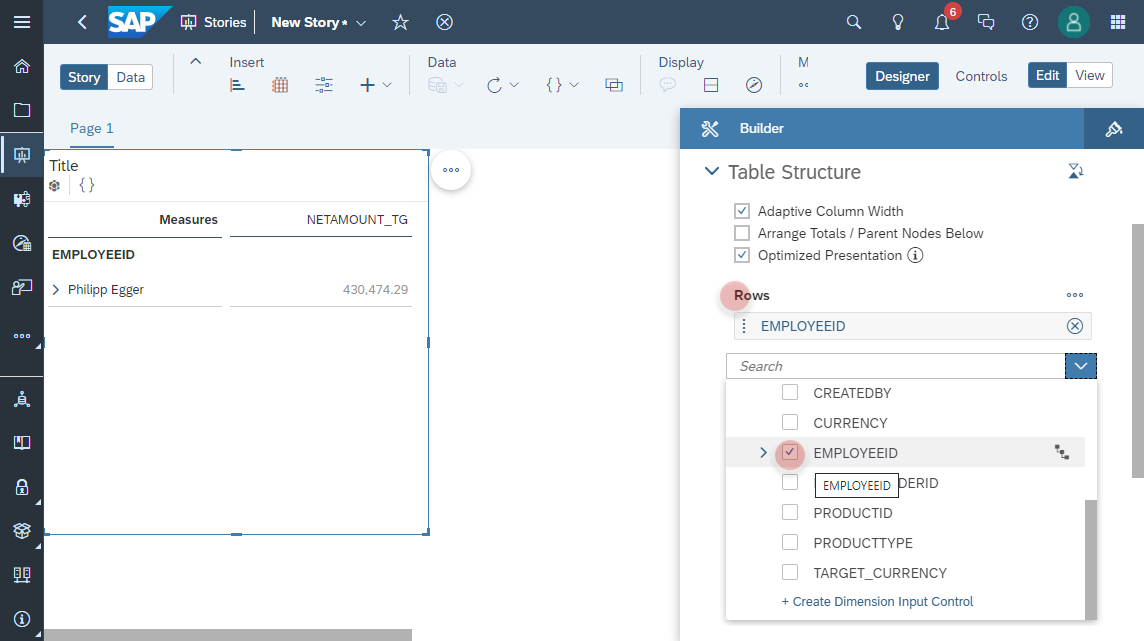 SAP Stories New Story * 6
Story Data Insert Data Display M Designer Controls Edit View
Page 1
Builder
Title
{ }
Measures NETAMOUNT_TG
EMPLOYEEID
Philipp Egger 430,474.29
Table Structure
Adaptive Column Width
Arrange Totals / Parent Nodes Below
Optimized Presentation
Rows
EMPLOYEEID
Search
CREATEDBY
CURRENCY
EMPLOYEEID
DERID
EMPLOYEEID
PRODUCTID
PRODUCTTYPE
TARGET_CURRENCY
+ Create Dimension Input Control